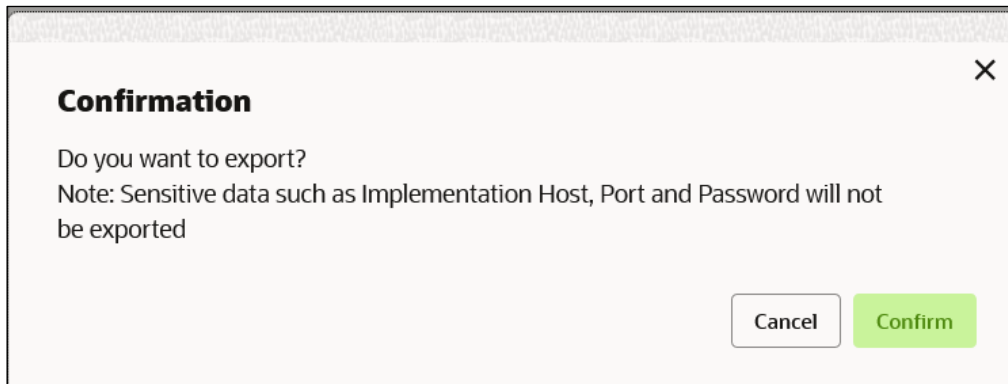 Confirmation
Do you want to export?
Note: Sensitive data such as Implementation Host, Port and Password will not
be exported
Cancel
Confirm